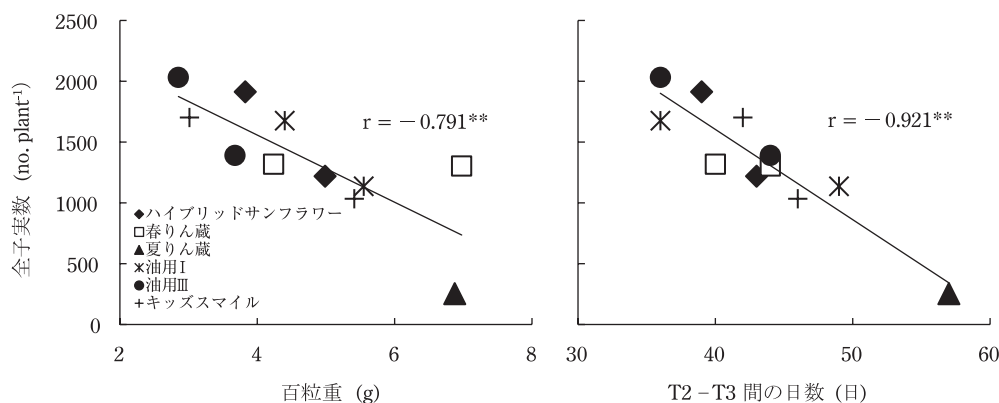 2500
2000
1500
1000
500
0
全子実数 (no. plant⁻¹)
r = −0.791**
◆ハイブリッドサンフラワー
□春りん蔵
▲夏りん蔵
＊油用Ⅰ
●油用Ⅲ
＋キッズスマイル
2 4 6 8
百粒重 (g)
r = −0.921**
30 40 50 60
T2−T3 間の日数 (日)